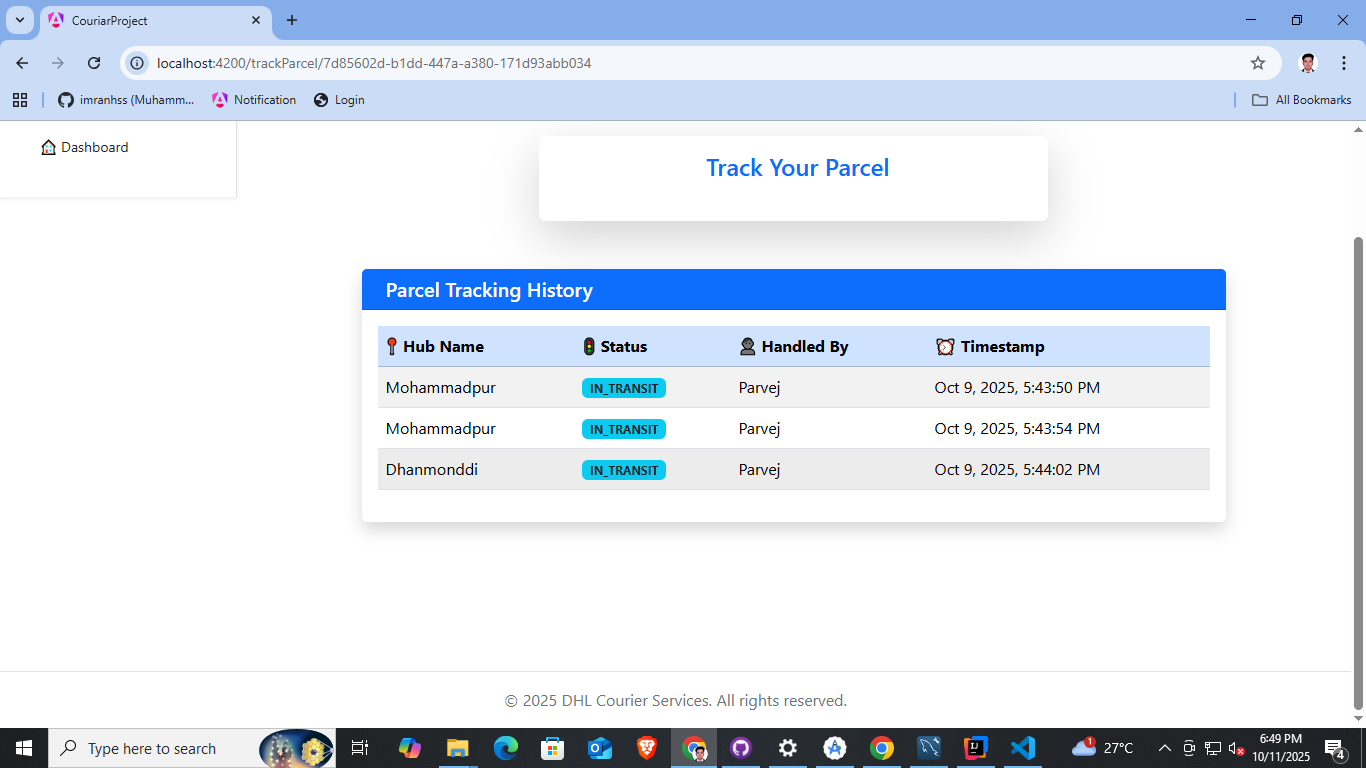 CouriarProject
localhost:4200/trackParcel/7d85602d-b1dd-447a-a380-171d93abb034
imranhss (Muhamm... Notification Login All Bookmarks
Dashboard
Track Your Parcel
Parcel Tracking History
Hub Name Status Handled By Timestamp
Mohammadpur IN_TRANSIT Parvej Oct 9, 2025, 5:43:50 PM
Mohammadpur IN_TRANSIT Parvej Oct 9, 2025, 5:43:54 PM
Dhanmonddi IN_TRANSIT Parvej Oct 9, 2025, 5:44:02 PM
© 2025 DHL Courier Services. All rights reserved.
Type here to search 1 27°C 6:49 PM
10/11/2025 4